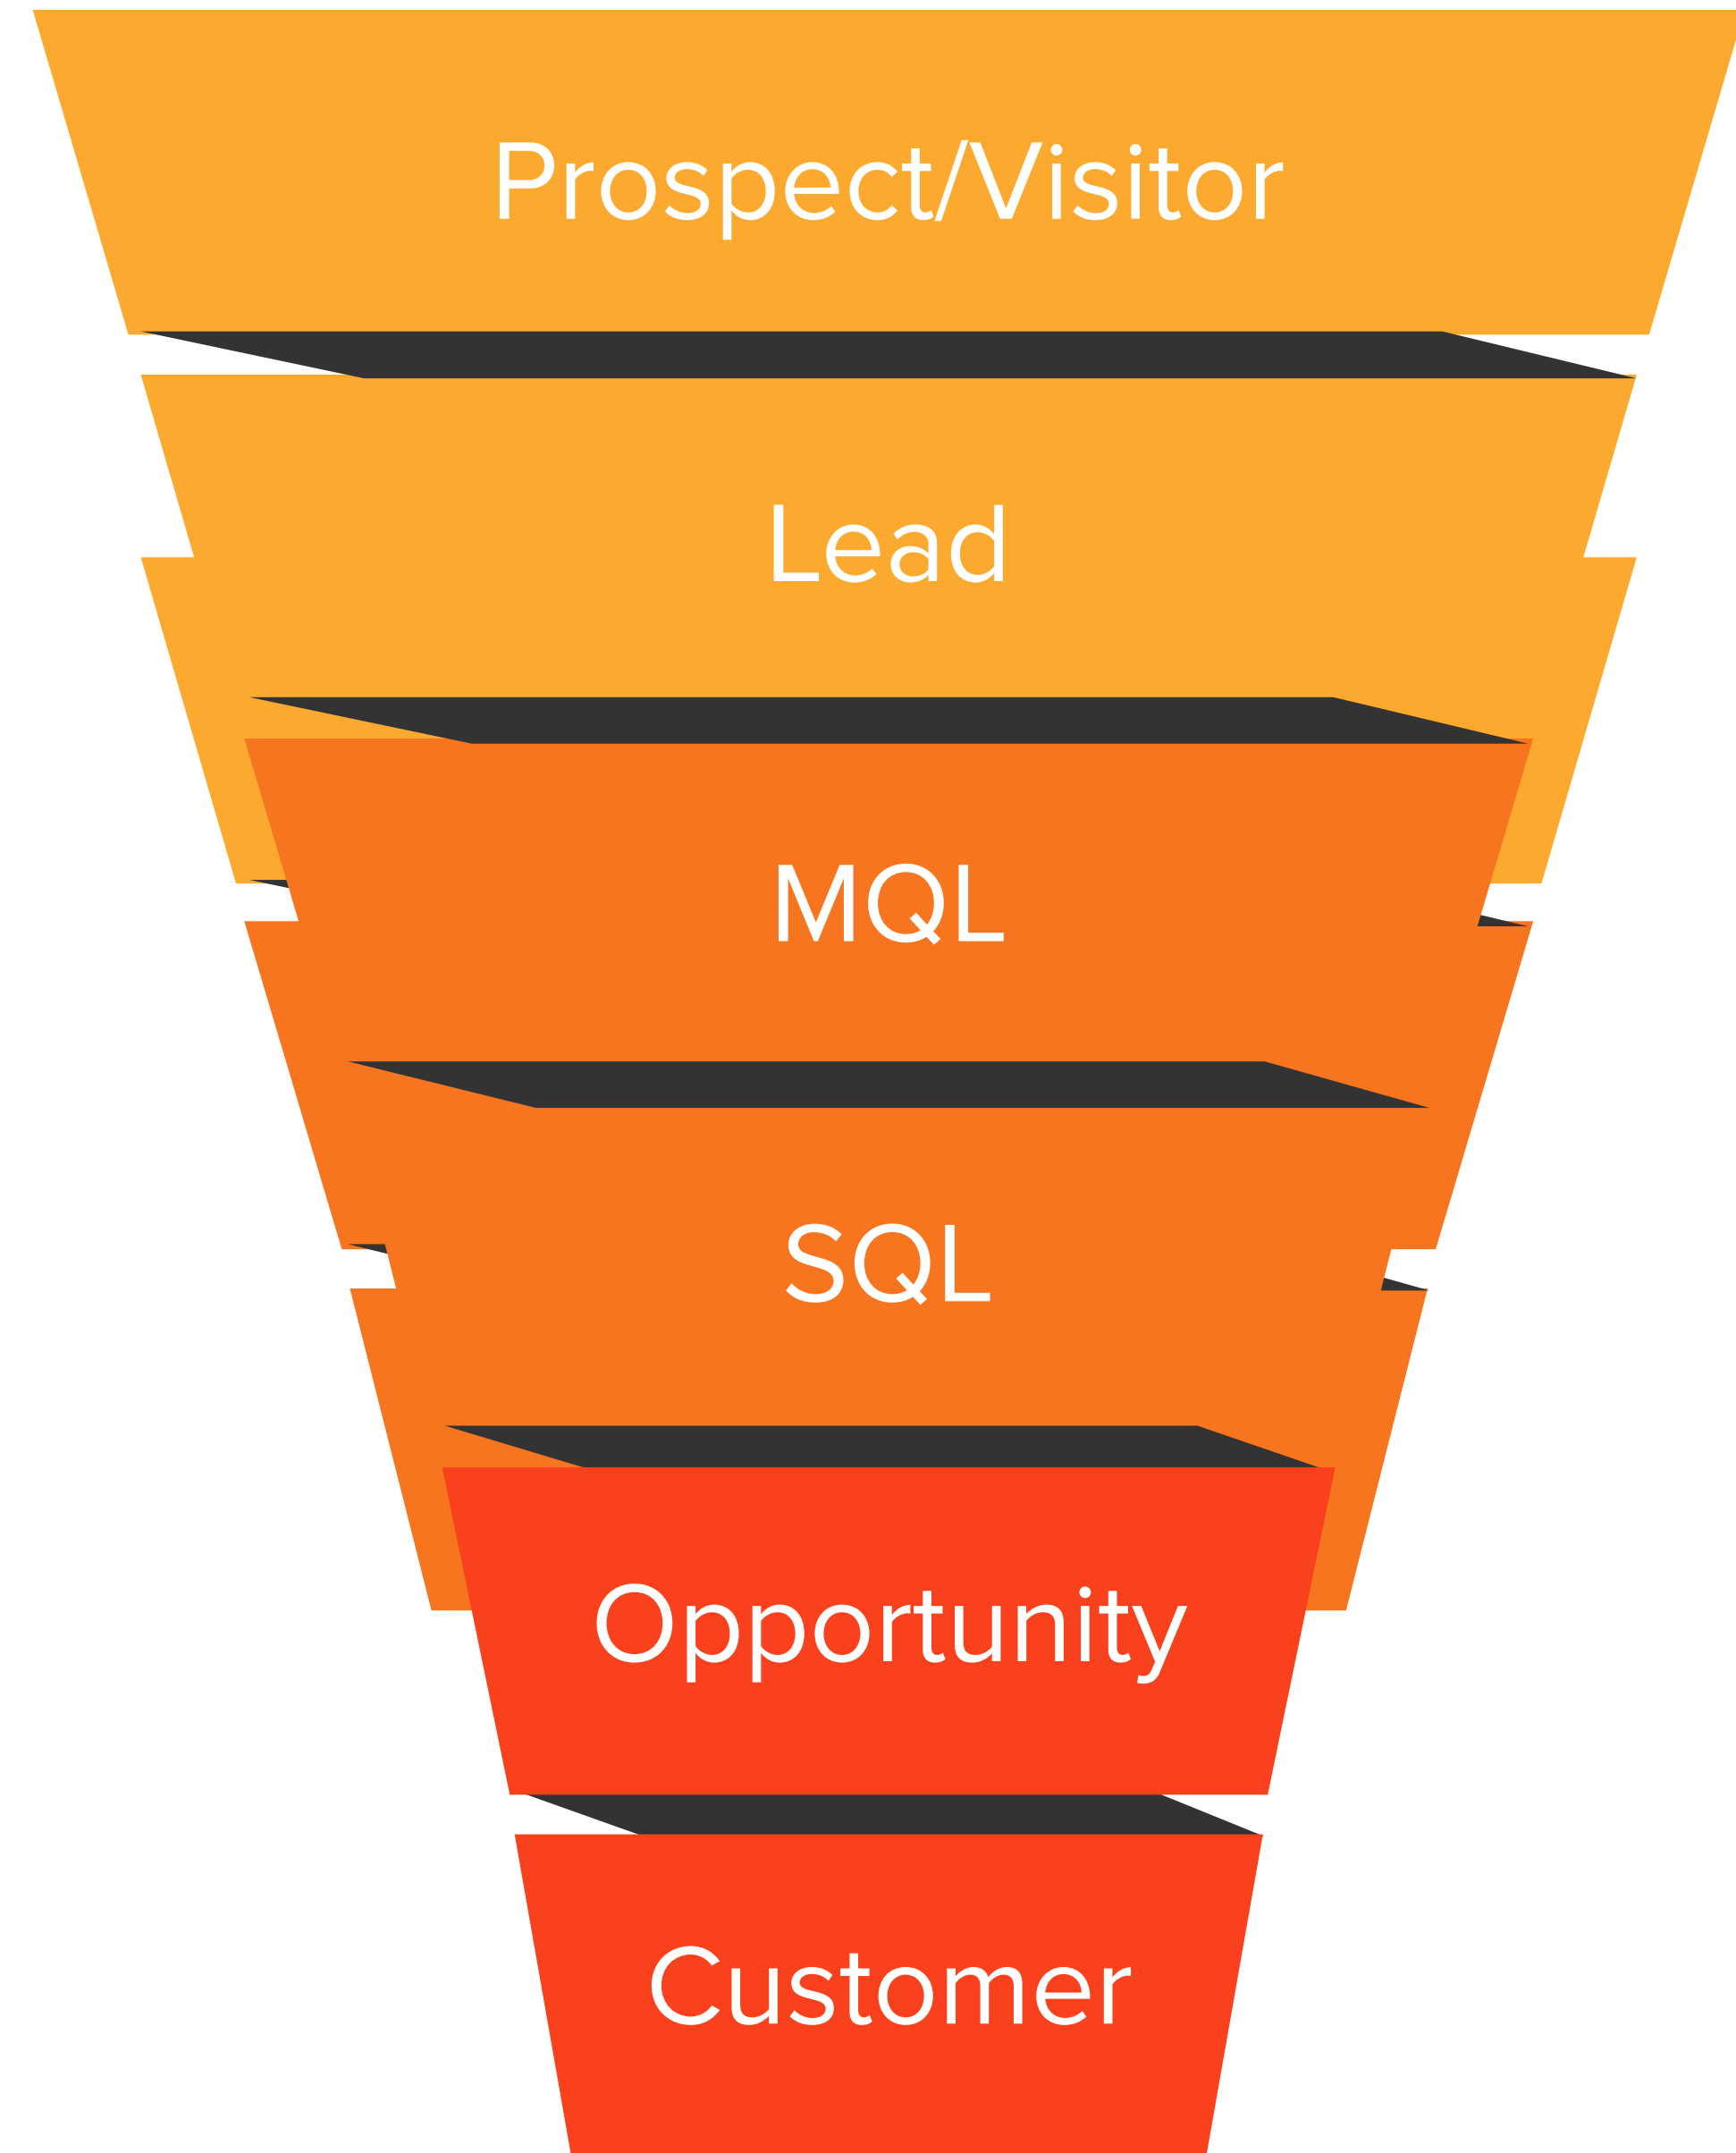 Prospect/Visitor
Lead
MQL
SQL
Opportunity
Customer